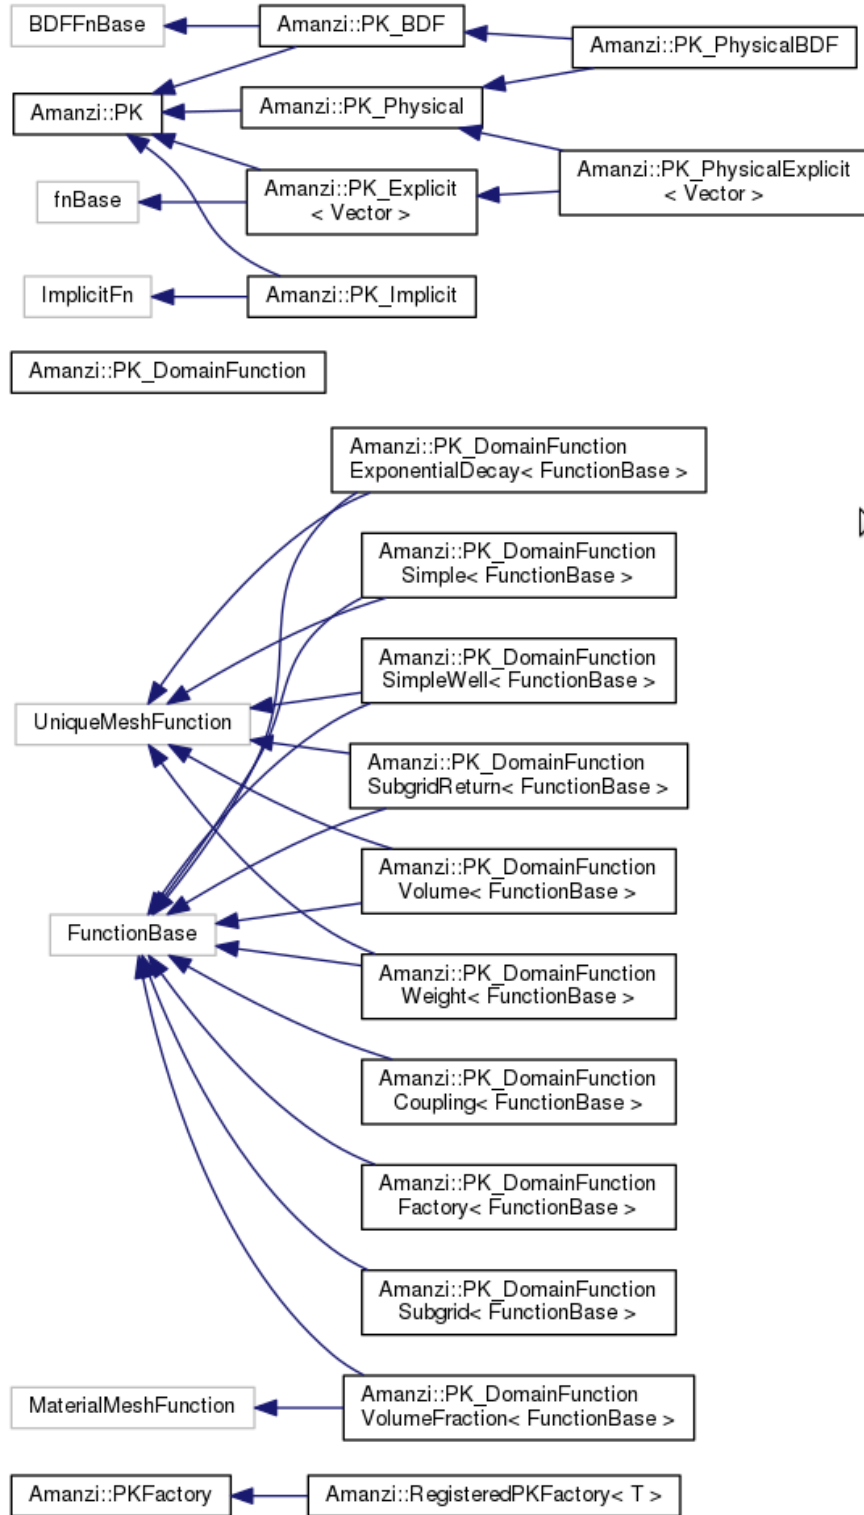 BDFFnBase
Amanzi::PK_BDF
Amanzi::PK_PhysicalBDF
Amanzi::PK
Amanzi::PK_Physical
Amanzi::PK_PhysicalExplicit
< Vector >
fnBase
Amanzi::PK_Explicit
< Vector >
ImplicitFn
Amanzi::PK_Implicit
Amanzi::PK_DomainFunction
Amanzi::PK_DomainFunction
ExponentialDecay< FunctionBase >
Amanzi::PK_DomainFunction
Simple< FunctionBase >
Amanzi::PK_DomainFunction
SimpleWell< FunctionBase >
UniqueMeshFunction
Amanzi::PK_DomainFunction
SubgridReturn< FunctionBase >
Amanzi::PK_DomainFunction
Volume< FunctionBase >
FunctionBase
Amanzi::PK_DomainFunction
Weight< FunctionBase >
Amanzi::PK_DomainFunction
Coupling< FunctionBase >
Amanzi::PK_DomainFunction
Factory< FunctionBase >
Amanzi::PK_DomainFunction
Subgrid< FunctionBase >
MaterialMeshFunction
Amanzi::PK_DomainFunction
VolumeFraction< FunctionBase >
Amanzi::PKFactory
Amanzi::RegisteredPKFactory< T >